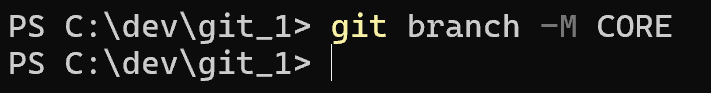 PS C:\dev\git_1> git branch -M CORE
PS C:\dev\git_1>